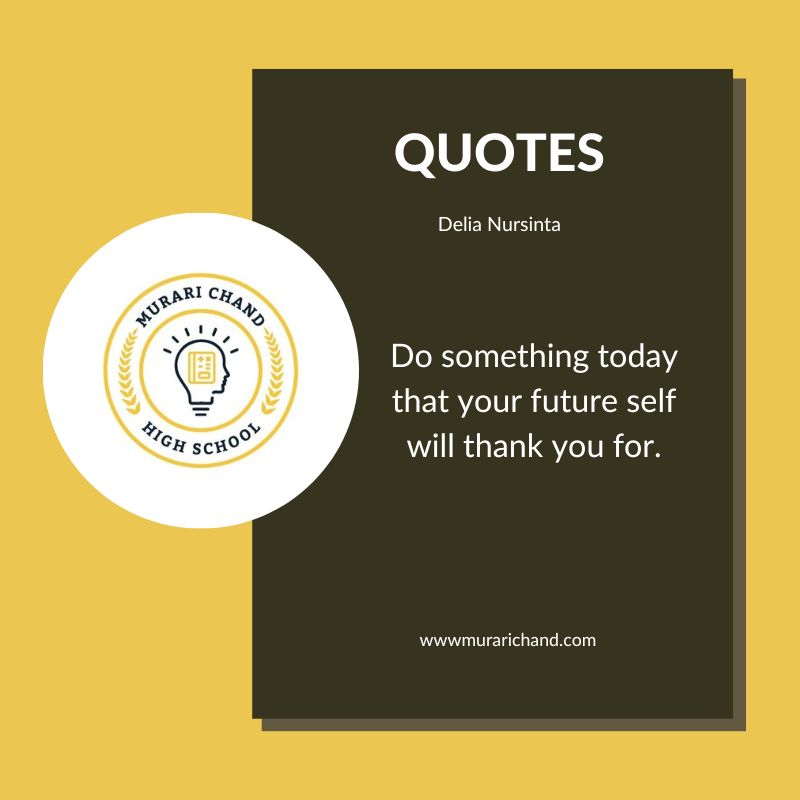 QUOTES
Delia Nursinta
MURARI CHAND
HIGH SCHOOL
Do something today
that your future self
will thank you for.
wwwmurarichand.com